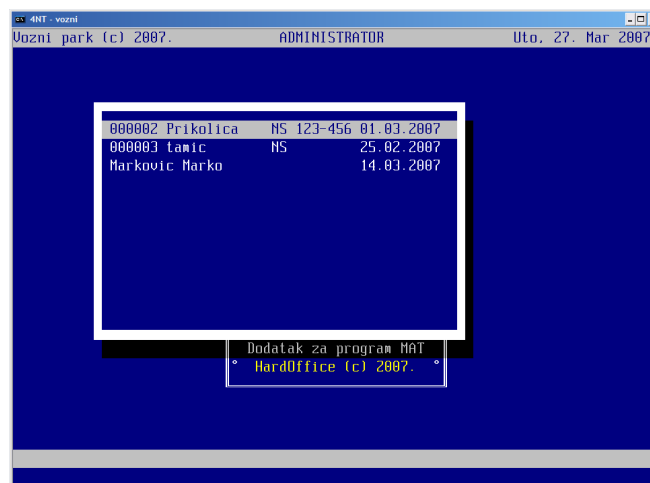 4NT - vozni
Vozni park (c) 2007. ADMINISTRATOR Uto, 27. Mar 2007
000002 Prikolica NS 123-456 01.03.2007
000003 tamic NS 25.02.2007
Markovic Marko 14.03.2007
Dodatak za program MAT
HardOffice (c) 2007.